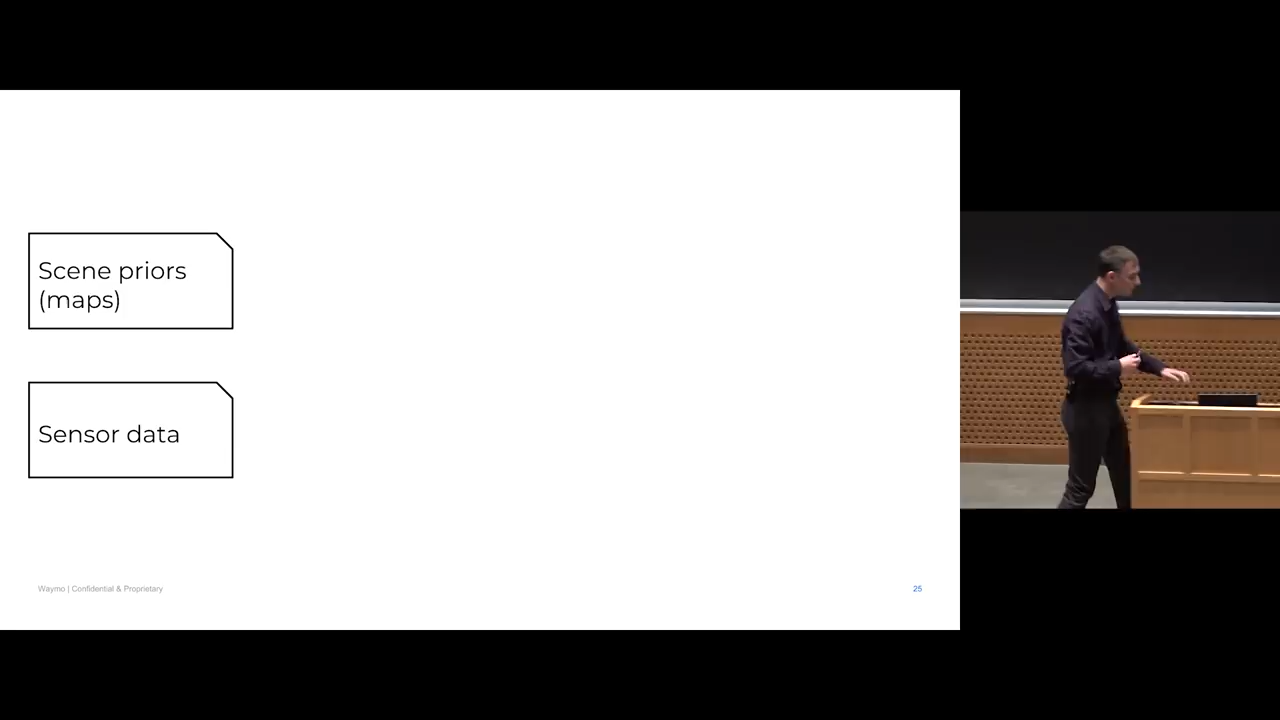 Scene priors
(maps)
Sensor data
Waymo | Confidential & Proprietary
25